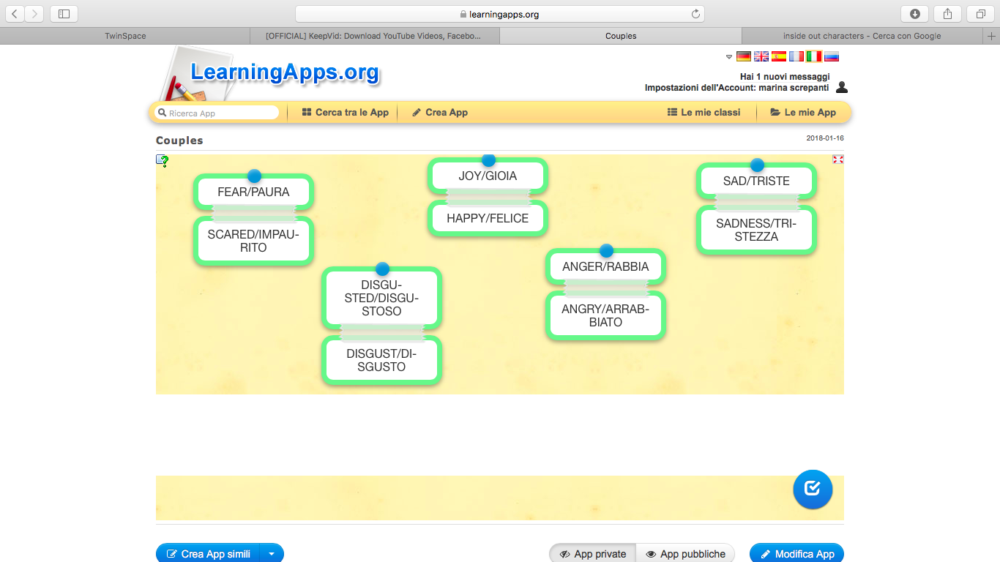 learningapps.org
TwinSpace
[OFFICIAL] KeepVid: Download YouTube Videos, Facebo...
Couples
inside out characters - Cerca con Google
LearningApps.org
Hai 1 nuovi messaggi
Impostazioni dell'Account: marina screpanti
Ricerca App
Cerca tra le App
Crea App
Le mie classi
Le mie App
Couples
2018-01-16
FEAR/PAURA
SCARED/IMPAU-
RITO
JOY/GIOIA
HAPPY/FELICE
SAD/TRISTE
SADNESS/TRI-
STEZZA
DISGU-
STED/DISGU-
STOSO
DISGUST/DI-
SGUSTO
ANGER/RABBIA
ANGRY/ARRAB-
BIATO
Crea App simili
App private
App pubbliche
Modifica App